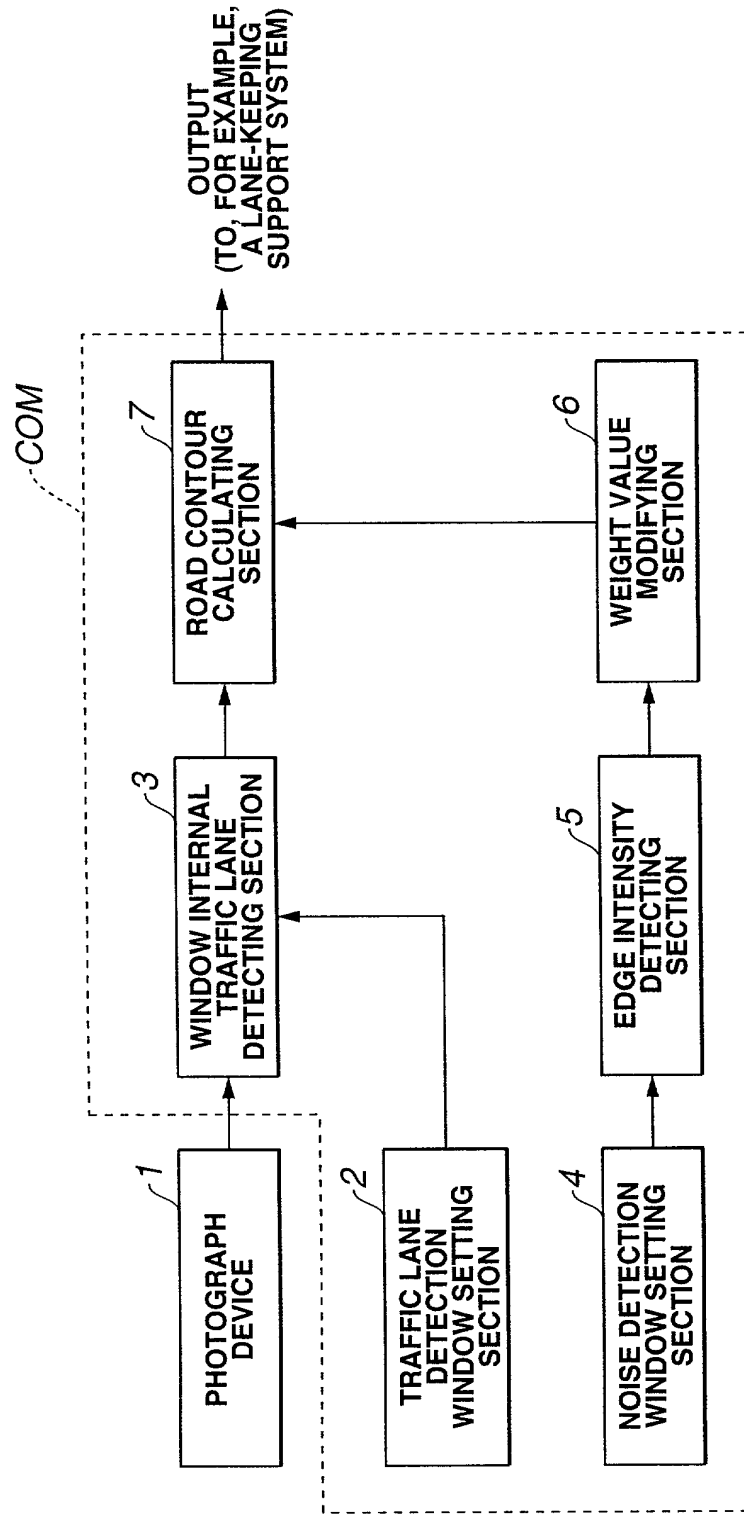 COM
1
PHOTOGRAPH
DEVICE
3
WINDOW INTERNAL
TRAFFIC LANE
DETECTING SECTION
7
ROAD CONTOUR
CALCULATING
SECTION
OUTPUT
(TO, FOR EXAMPLE,
A LANE-KEEPING
SUPPORT SYSTEM)
2
TRAFFIC LANE
DETECTION
WINDOW SETTING
SECTION
4
NOISE DETECTION
WINDOW SETTING
SECTION
5
EDGE INTENSITY
DETECTING
SECTION
6
WEIGHT VALUE
MODIFYING
SECTION